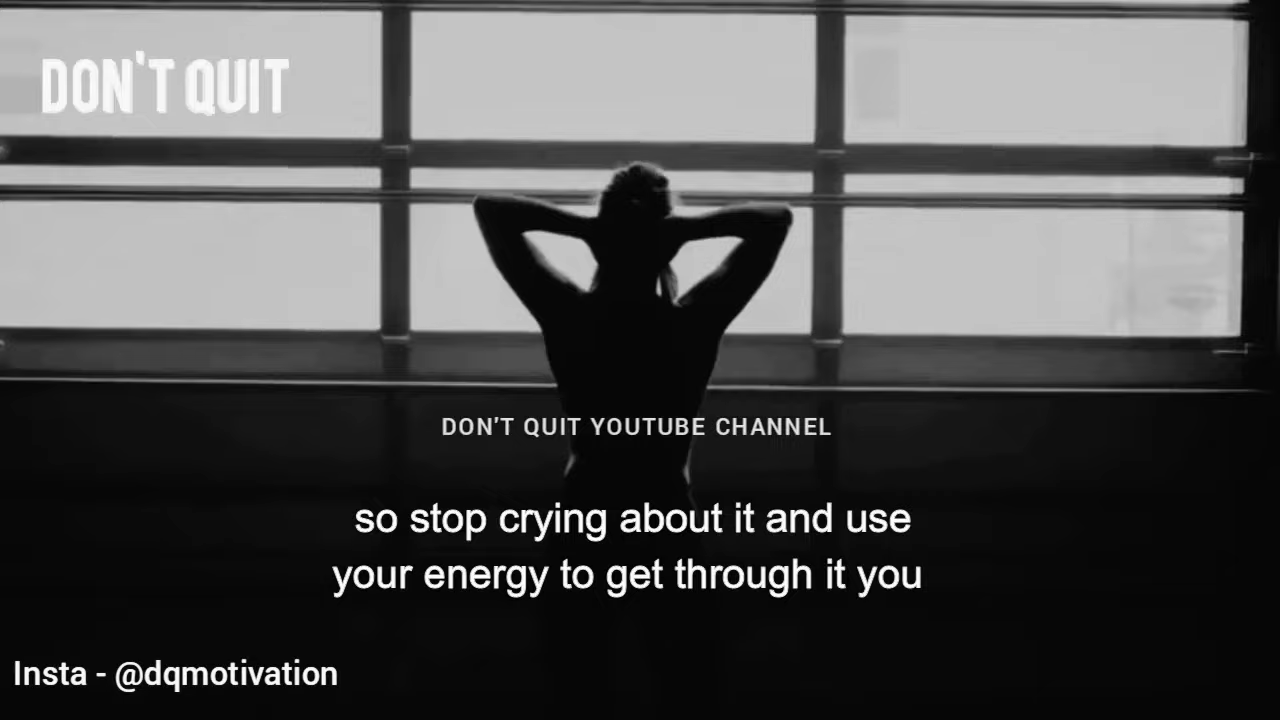 DON'T QUIT
DON'T QUIT YOUTUBE CHANNEL
so stop crying about it and use
your energy to get through it you
Insta - @dqmotivation